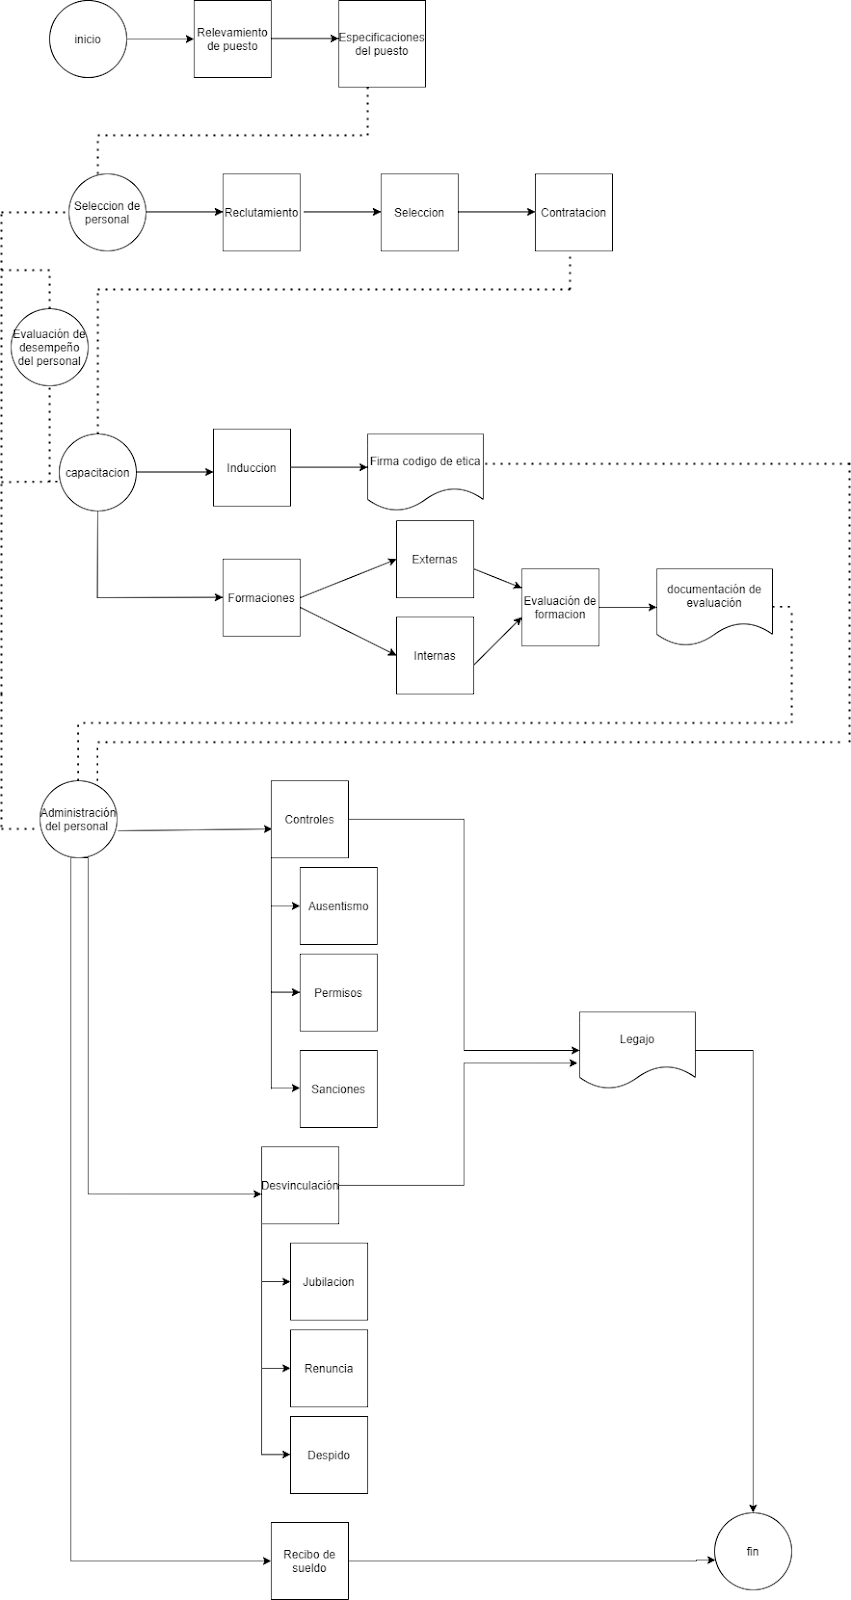 inicio
Relevamiento
de puesto
Especificaciones
del puesto
Seleccion de
personal
Reclutamiento
Seleccion
Contratacion
Evaluación de
desempeño
del personal
capacitacion
Induccion
Firma codigo de etica
Formaciones
Externas
Internas
Evaluación de
formacion
documentación de
evaluación
Administración
del personal
Controles
Ausentismo
Permisos
Sanciones
Legajo
Desvinculación
Jubilacion
Renuncia
Despido
Recibo de
sueldo
fin